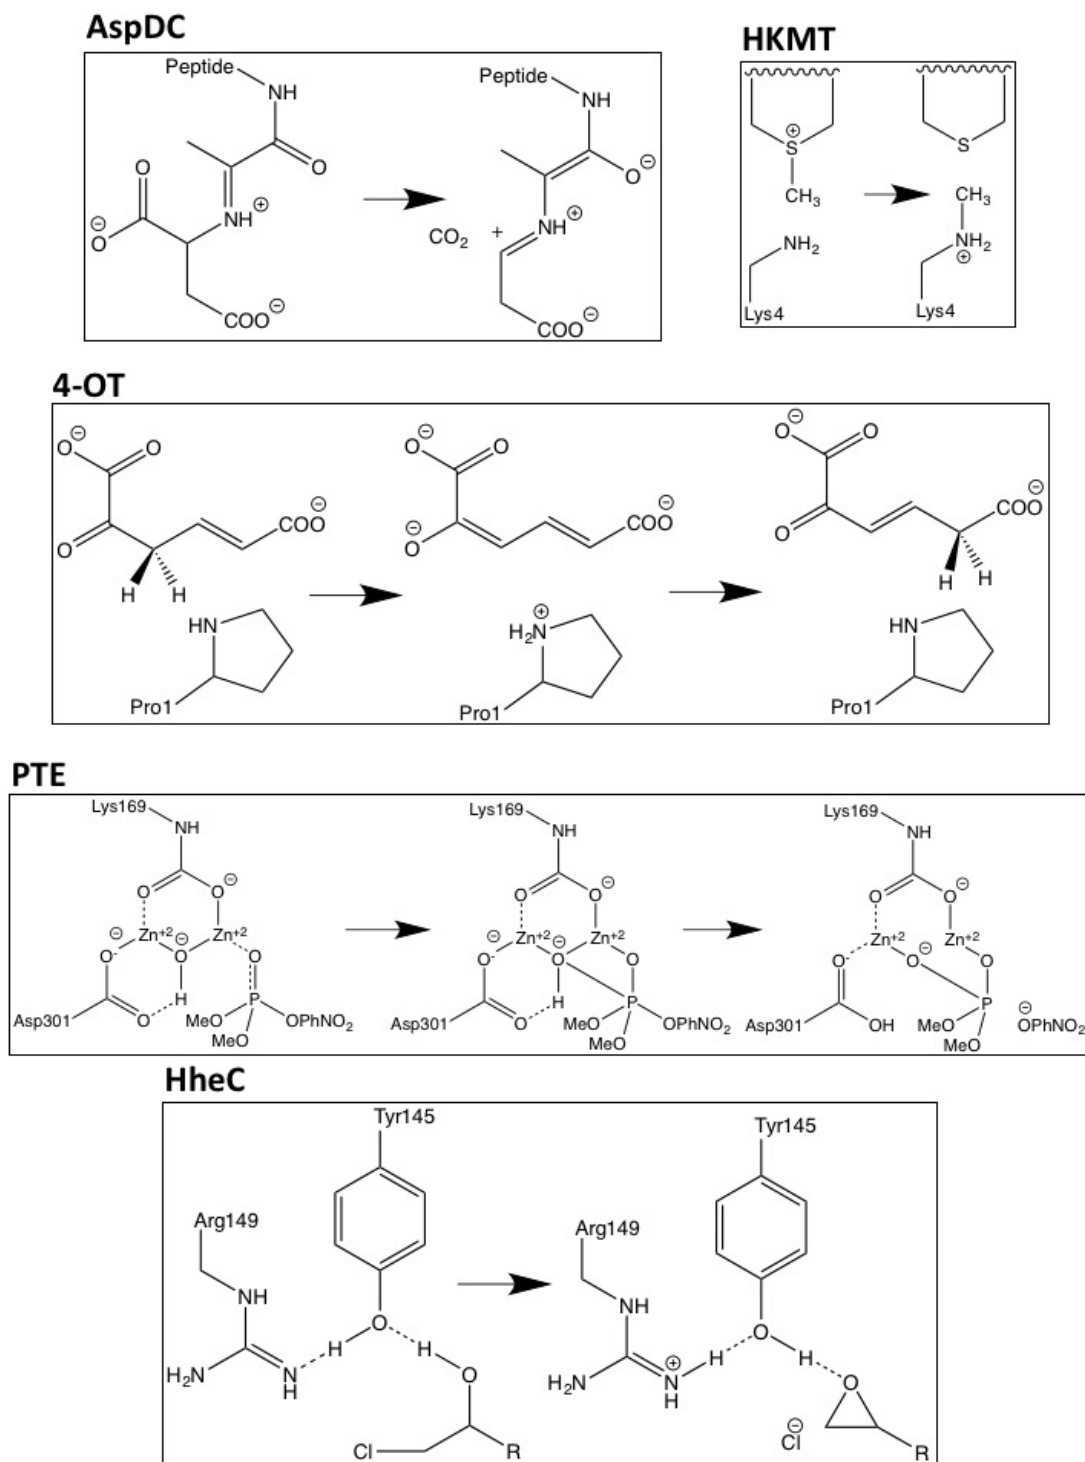 AspDC
HKMT
Peptide
NH
O
O
⊖
O
NH
⊕
COO
⊖
CO2
+
Peptide
NH
O
⊖
NH
⊕
COO
⊖
⊕
S
CH3
NH2
Lys4
S
CH3
NH2
⊕
Lys4
4-OT
O
⊖
O
O
COO
⊖
H
H
HN
Pro1
O
⊖
O
⊖
O
COO
⊖
⊕
H2N
Pro1
O
⊖
O
O
COO
⊖
H
H
HN
Pro1
PTE
Lys169
NH
O
O
⊖
⊖
Zn+2
⊖
Zn+2
O-
O
O
H
P
Asp301
O
MeO
OPhNO2
MeO
Lys169
NH
O
O
⊖
⊖
Zn+2
⊖
Zn+2
O-
O
O
H
P
Asp301
O
MeO
OPhNO2
MeO
Lys169
NH
O
O
⊖
Zn+2
Zn+2
O
O
⊖
O
P
Asp301
OH
MeO
⊖
OPhNO2
MeO
HheC
Tyr145
Arg149
NH
O
H
H
H2N
N
H
O
Cl
R
Tyr145
Arg149
NH
O
H
H
⊕
H2N
N
H
O
⊖
Cl
R